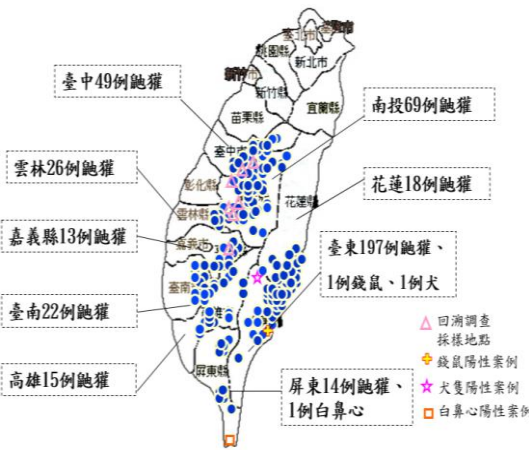 臺北市
新北市
桃園縣
新竹市
新竹縣
宜蘭縣
苗栗縣
臺中49例鼬獾
南投69例鼬獾
臺中市
彰化縣
雲林26例鼬獾
花蓮18例鼬獾
花蓮縣
雲林縣
嘉義縣13例鼬獾
嘉義市
臺東197例鼬獾、
1例錢鼠、1例犬
臺南
臺南22例鼬獾
回溯調查
採樣地點
錢鼠陽性案例
高雄15例鼬獾
屏東縣
屏東14例鼬獾、
1例白鼻心
犬隻陽性案例
白鼻心陽性案例